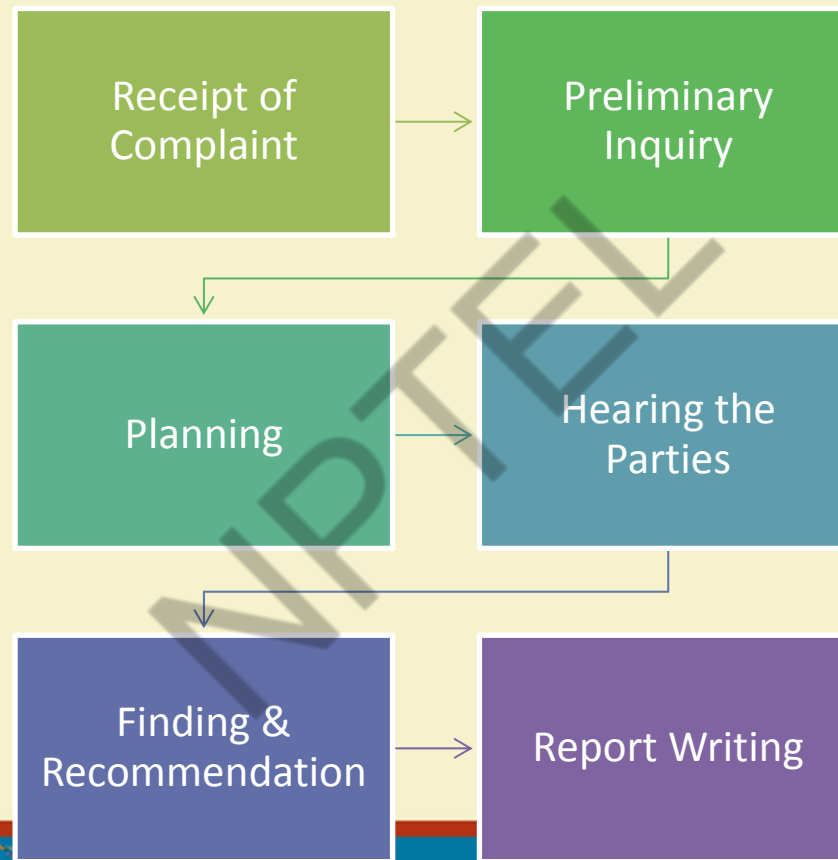 Receipt of
Complaint
Preliminary
Inquiry
Planning
Hearing the
Parties
Finding &
Recommendation
Report Writing
NPTEL